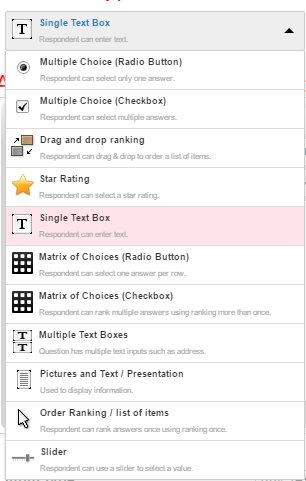 Single Text Box
Respondent can enter text.
Multiple Choice (Radio Button)
Respondent can select only one answer.
Multiple Choice (Checkbox)
Respondent can select multiple answers.
Drag and drop ranking
Respondent can drag & drop to order a list of items.
Star Rating
Respondent can select a star rating.
Single Text Box
Respondent can enter text.
Matrix of Choices (Radio Button)
Respondent can select one answer per row.
Matrix of Choices (Checkbox)
Respondent can rank multiple answers using ranking more than once.
Multiple Text Boxes
Question has multiple text inputs such as address.
Pictures and Text / Presentation
Used to display information.
Order Ranking / list of items
Respondent can rank answers once using ranking once.
Slider
Respondent can use a slider to select a value.